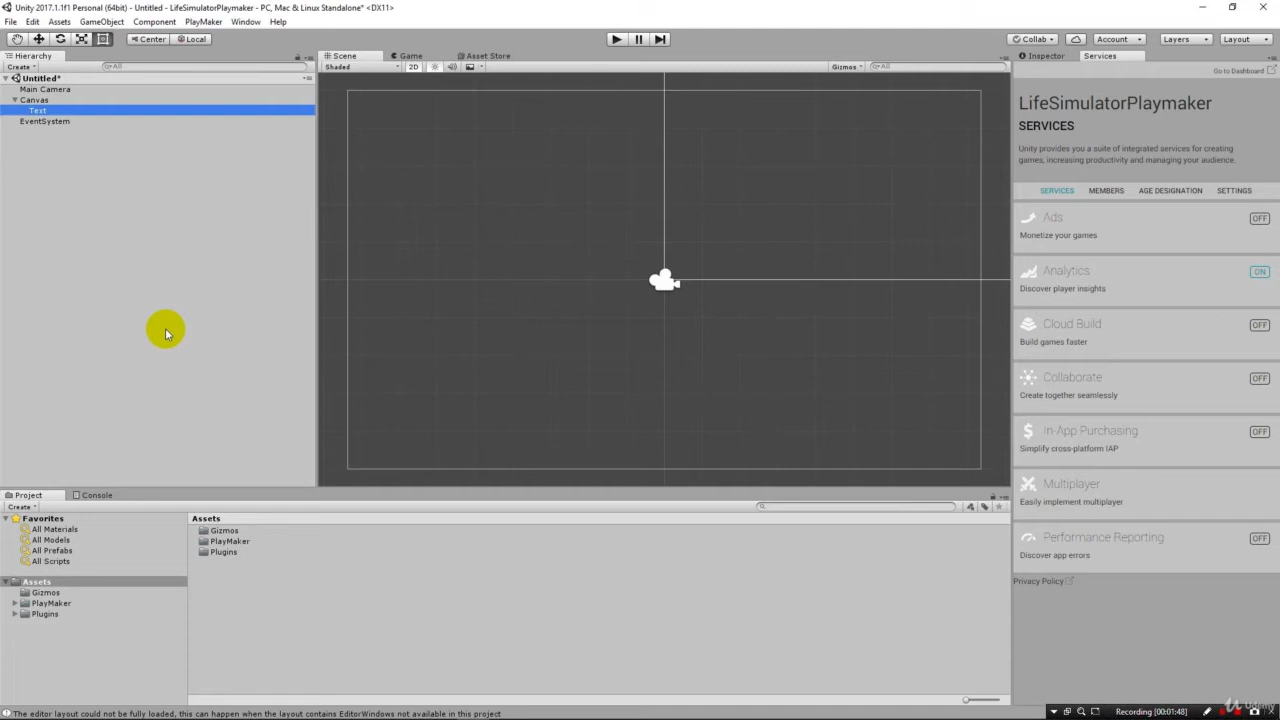 Unity 2017.1.1f1 Personal (64bit) - Untitled - LifeSimulatorPlaymaker - PC, Mac & Linux Standalone* <DX11>
File Edit Assets GameObject Component PlayMaker Window Help
Center Local Collab Account Layers Layout
Hierarchy
Create All
Untitled*
Main Camera
Canvas
Text
EventSystem
Scene Game Asset Store
Shaded 2D Gizmos All
Inspector Services
Go to Dashboard
LifeSimulatorPlaymaker
SERVICES
Unity provides you a suite of integrated services for creating
games, increasing productivity and managing your audience.
SERVICES MEMBERS AGE DESIGNATION SETTINGS
Ads OFF
Monetize your games
Analytics ON
Discover player insights
Cloud Build OFF
Build games faster
Collaborate OFF
Create together seamlessly
In-App Purchasing OFF
Simplify cross-platform IAP
Multiplayer
Easily implement multiplayer
Performance Reporting OFF
Discover app errors
Privacy Policy
Project Console
Create
Favorites
All Materials
All Models
All Prefabs
All Scripts
Assets
Gizmos
PlayMaker
Plugins
Assets
Gizmos
PlayMaker
Plugins
The editor layout could not be fully loaded, this can happen when the layout contains EditorWindows not available in this project
Recording [00:01:48]
Udemy